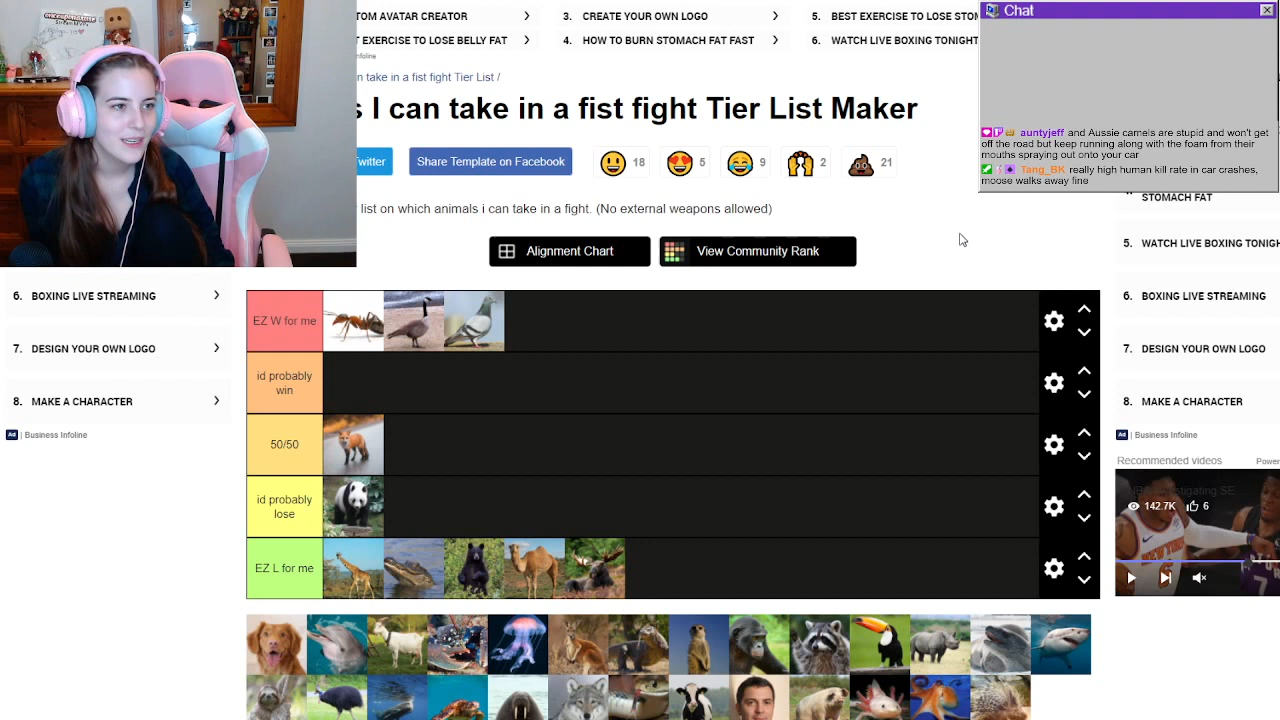 TOM AVATAR CREATOR
3. CREATE YOUR OWN LOGO
5. BEST EXERCISE TO LOSE STOM
T EXERCISE TO LOSE BELLY FAT
4. HOW TO BURN STOMACH FAT FAST
6. WATCH LIVE BOXING TONIGHT
Infoline
n take in a fist fight Tier List /
s I can take in a fist fight Tier List Maker
Twitter
Share Template on Facebook
18
5
9
2
21
list on which animals i can take in a fight. (No external weapons allowed)
Alignment Chart
View Community Rank
Chat
auntyjeff and Aussie camels are stupid and won't get
off the road but keep running along with the foam from their
mouths spraying out onto your car
Tang_BK really high human kill rate in car crashes,
moose walks away fine
STOMACH FAT
5. WATCH LIVE BOXING TONIGH
6. BOXING LIVE STREAMING
7. DESIGN YOUR OWN LOGO
8. MAKE A CHARACTER
Ad | Business Infoline
6. BOXING LIVE STREAMING
7. DESIGN YOUR OWN LOGO
8. MAKE A CHARACTER
Ad | Business Infoline
EZ W for me
id probably
win
50/50
id probably
lose
EZ L for me
Recommended videos
Power
142.7K
6